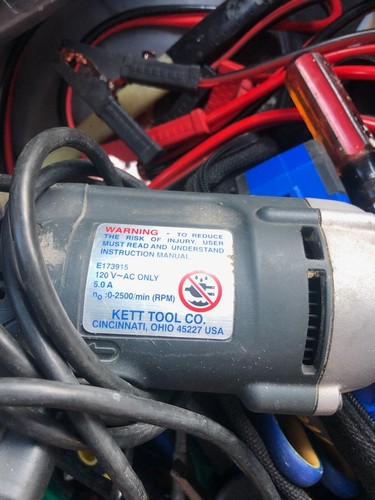 WARNING - TO REDUCE
THE RISK OF INJURY, USER
MUST READ AND UNDERSTAND
INSTRUCTION MANUAL.
E173915
120 V~AC ONLY
5.0 A
no :0-2500/min (RPM)
KETT TOOL CO.
CINCINNATI, OHIO 45227 USA